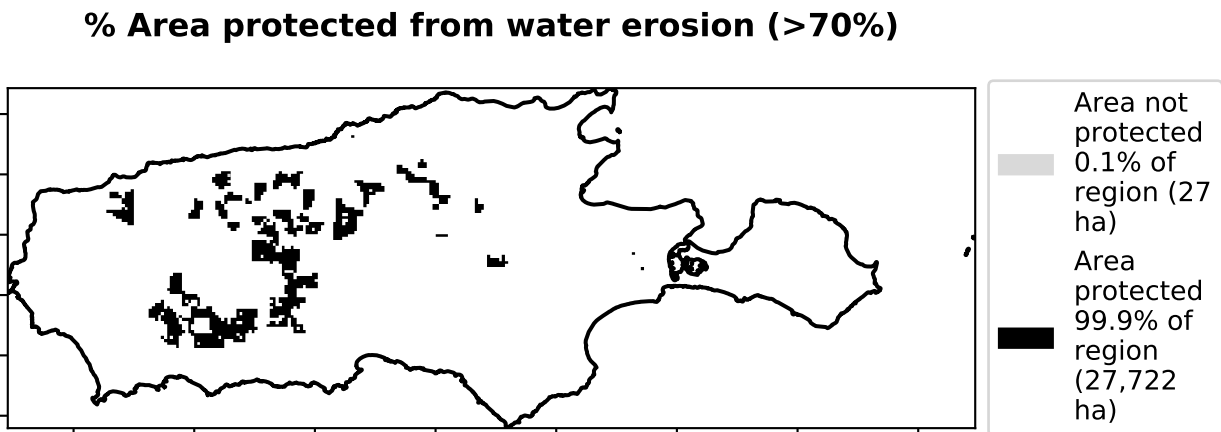 % Area protected from water erosion (>70%)
Area not
protected
0.1% of
region (27
ha)
Area
protected
99.9% of
region
(27,722
ha)